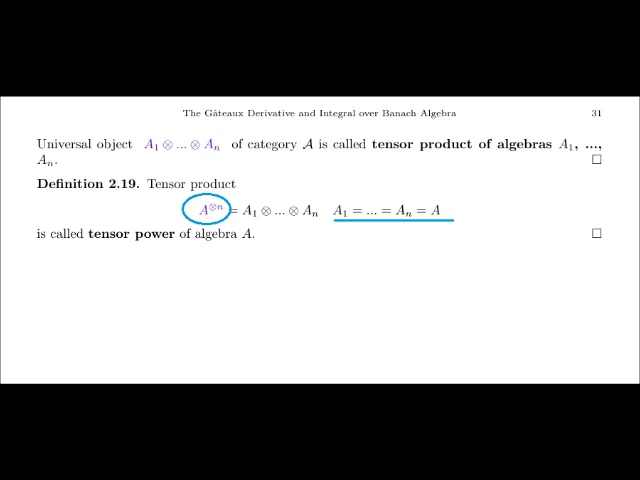 The Gâteaux Derivative and Integral over Banach Algebra 31
Universal object A₁ ⊗ ... ⊗ Aₙ of category 𝒜 is called tensor product of algebras A₁, ...,
Aₙ. □
Definition 2.19. Tensor product
A^⊗n = A₁ ⊗ ... ⊗ Aₙ A₁ = ... = Aₙ = A
is called tensor power of algebra A. □